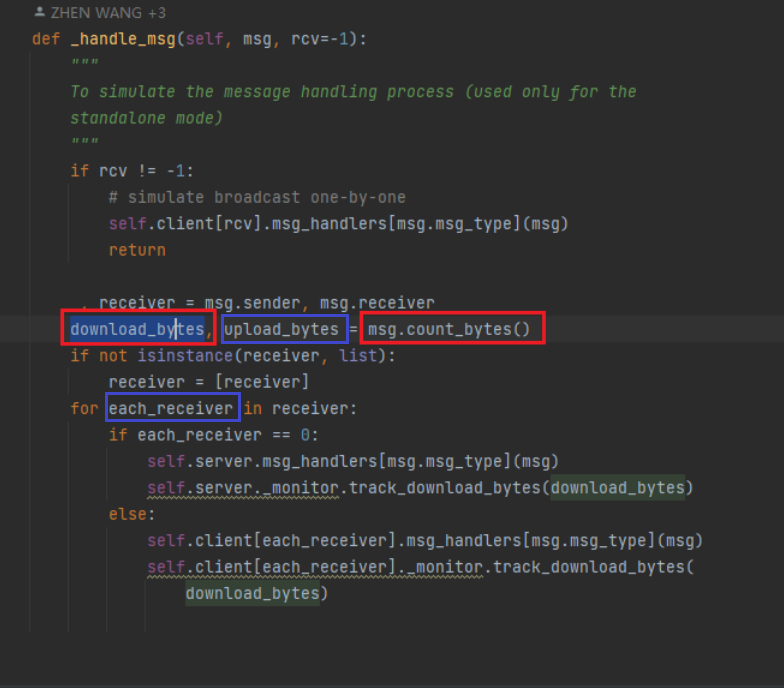 ZHEN WANG +3
def _handle_msg(self, msg, rcv=-1):
"""
To simulate the message handling process (used only for the
standalone mode)
"""
if rcv != -1:
# simulate broadcast one-by-one
self.client[rcv].msg_handlers[msg.msg_type](msg)
return
_, receiver = msg.sender, msg.receiver
download_bytes, upload_bytes = msg.count_bytes()
if not isinstance(receiver, list):
receiver = [receiver]
for each_receiver in receiver:
if each_receiver == 0:
self.server.msg_handlers[msg.msg_type](msg)
self.server._monitor.track_download_bytes(download_bytes)
else:
self.client[each_receiver].msg_handlers[msg.msg_type](msg)
self.client[each_receiver]._monitor.track_download_bytes(
download_bytes)